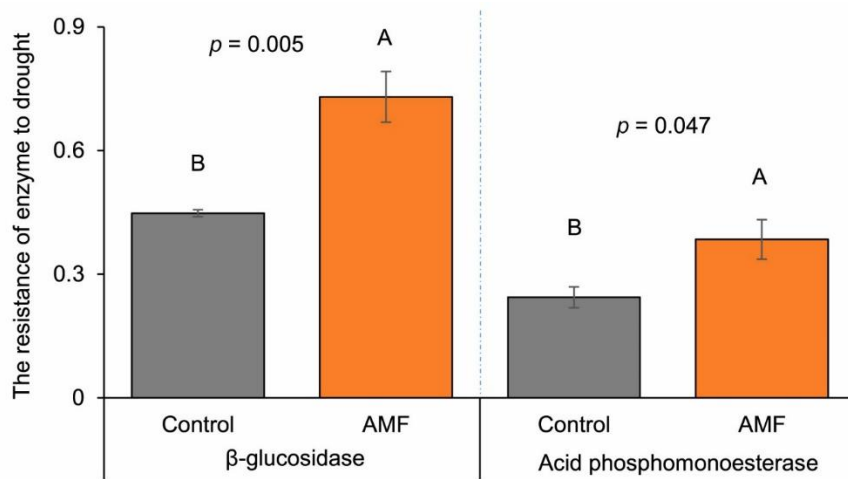 The resistance of enzyme to drought
0.9
0.6
0.3
0
p = 0.005
A
B
p = 0.047
A
B
Control
AMF
Control
AMF
β-glucosidase
Acid phosphomonoesterase